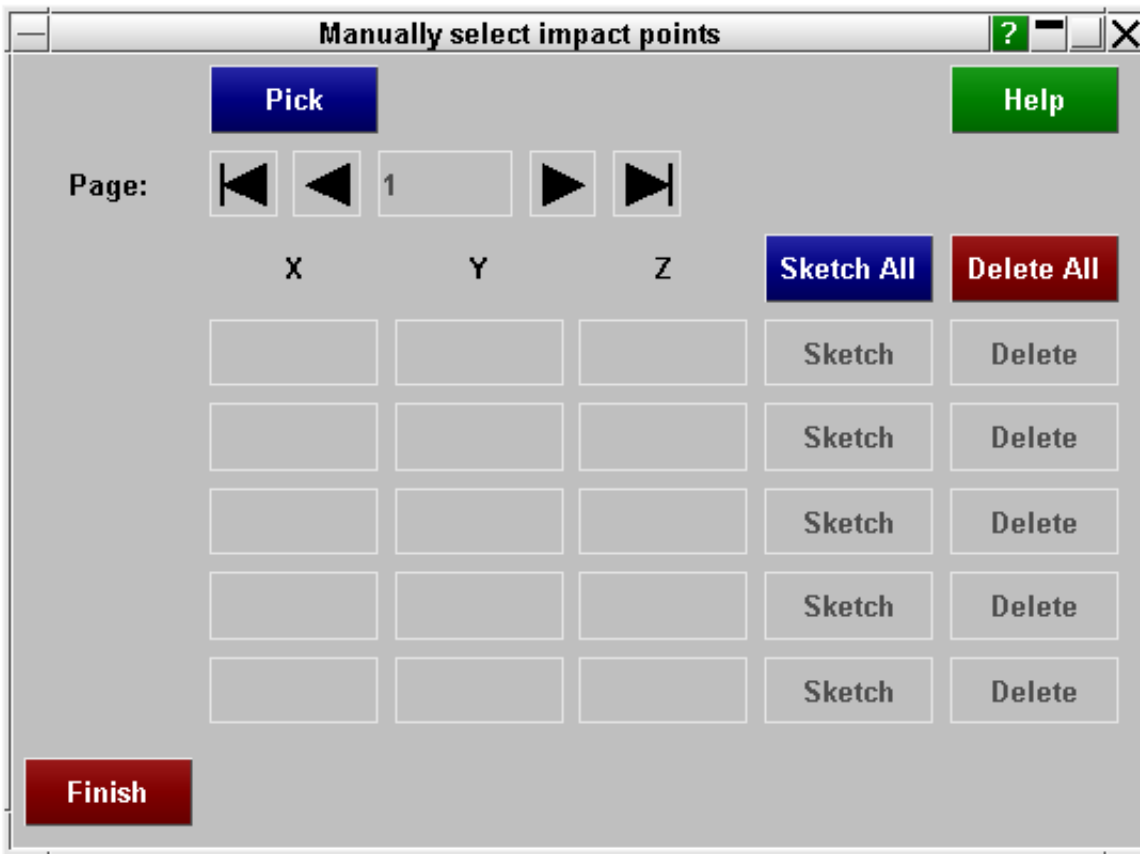 Manually select impact points ?
Pick Help
Page: 1
X Y Z Sketch All Delete All
Sketch Delete
Sketch Delete
Sketch Delete
Sketch Delete
Sketch Delete
Finish